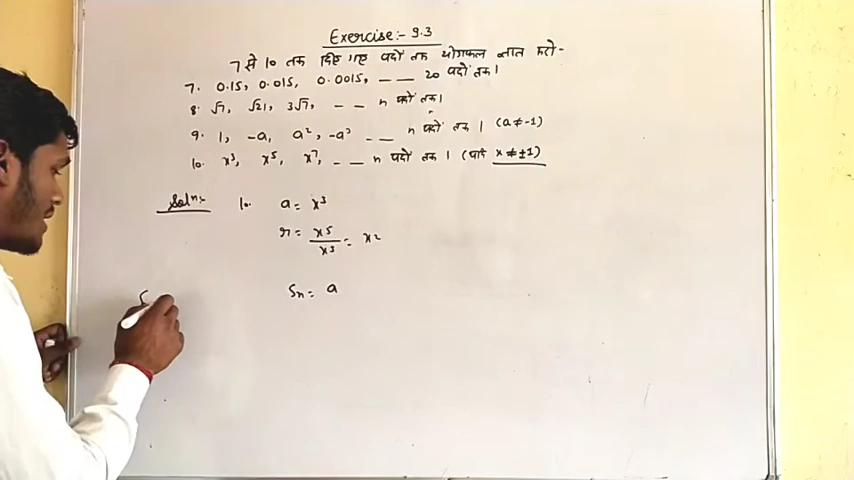 Exercise:- 9.3
7 से 10 तक दिए गए पदों तक योगफल ज्ञात करो-
7. 0.15, 0.015, 0.0015, _ _ 20 पदों तक।
8. √7, √21, 3√7, _ _ n पदों तक।
9. 1, -a, a², -a³ _ _ n पदों तक । (a≠-1)
10. x³, x⁵, x⁷, _ _ n पदों तक । (यदि x≠±1)
Solⁿ:- 10. a = x³
r = x⁵/x³ = x²
Sₙ = a
S